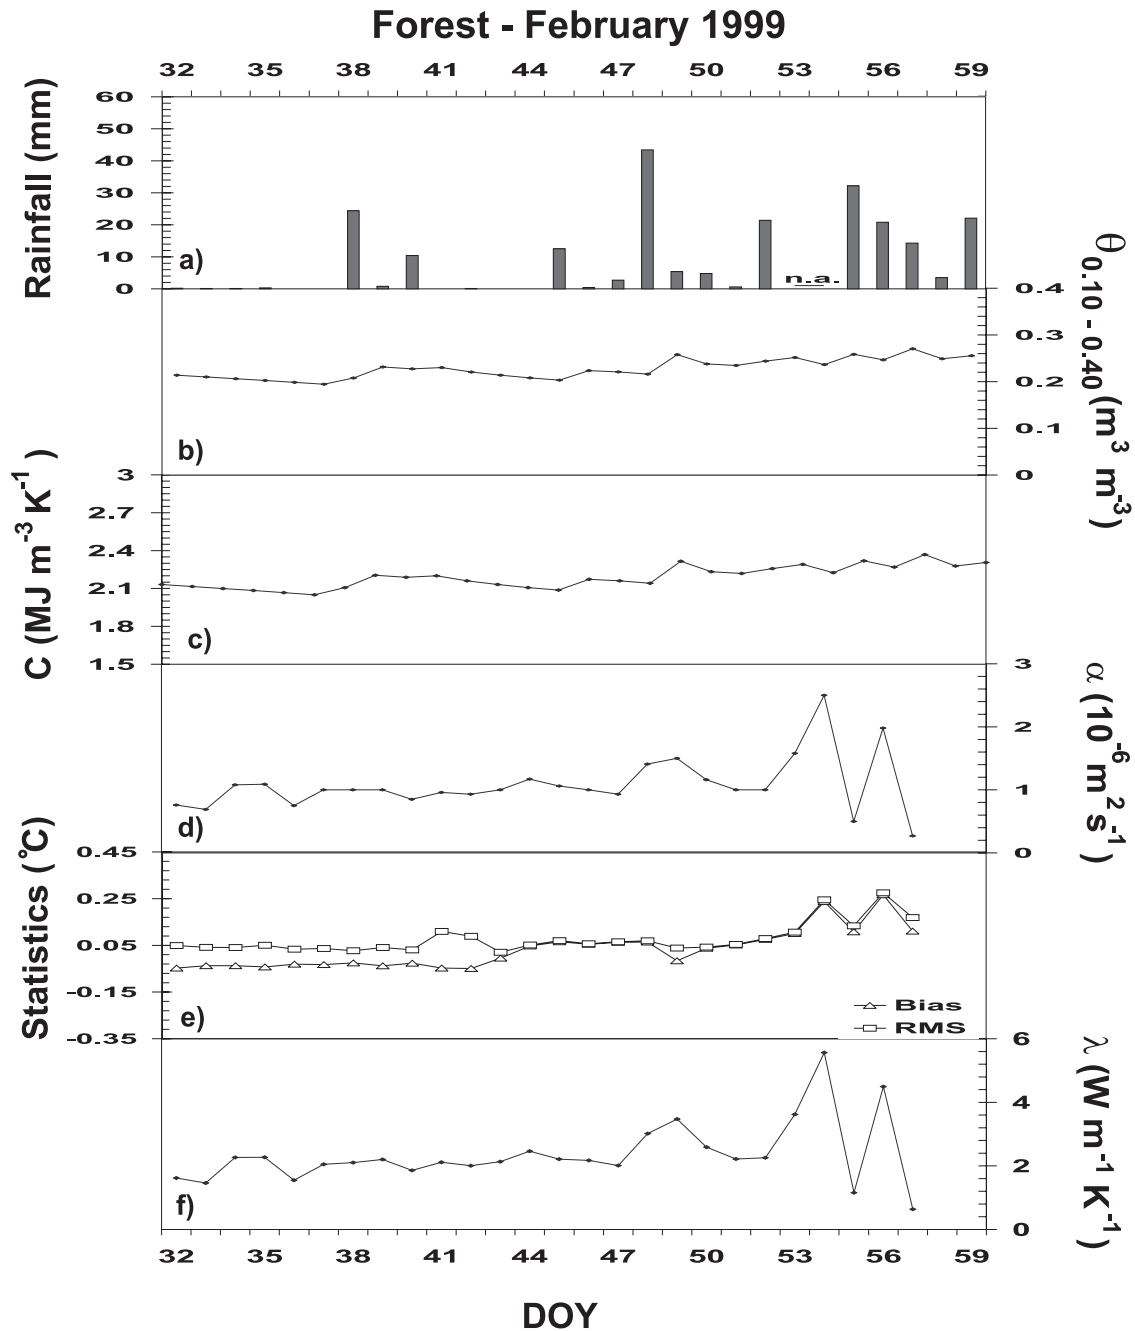 Forest - February 1999
32 35 38 41 44 47 50 53 56 59
Rainfall (mm)
60
50
40
30
20
10
0
a)
n.a.
θ0.10 - 0.40 (m³ m⁻³)
0.4
0.3
0.2
0.1
0
b)
C (MJ m⁻³ K⁻¹)
3
2.7
2.4
2.1
1.8
1.5
c)
α (10⁻⁶ m² s⁻¹)
3
2
1
0
d)
Statistics (°C)
0.45
0.25
0.05
-0.15
-0.35
e)
Bias
RMS
λ (W m⁻¹ K⁻¹)
6
4
2
0
f)
32 35 38 41 44 47 50 53 56 59
DOY